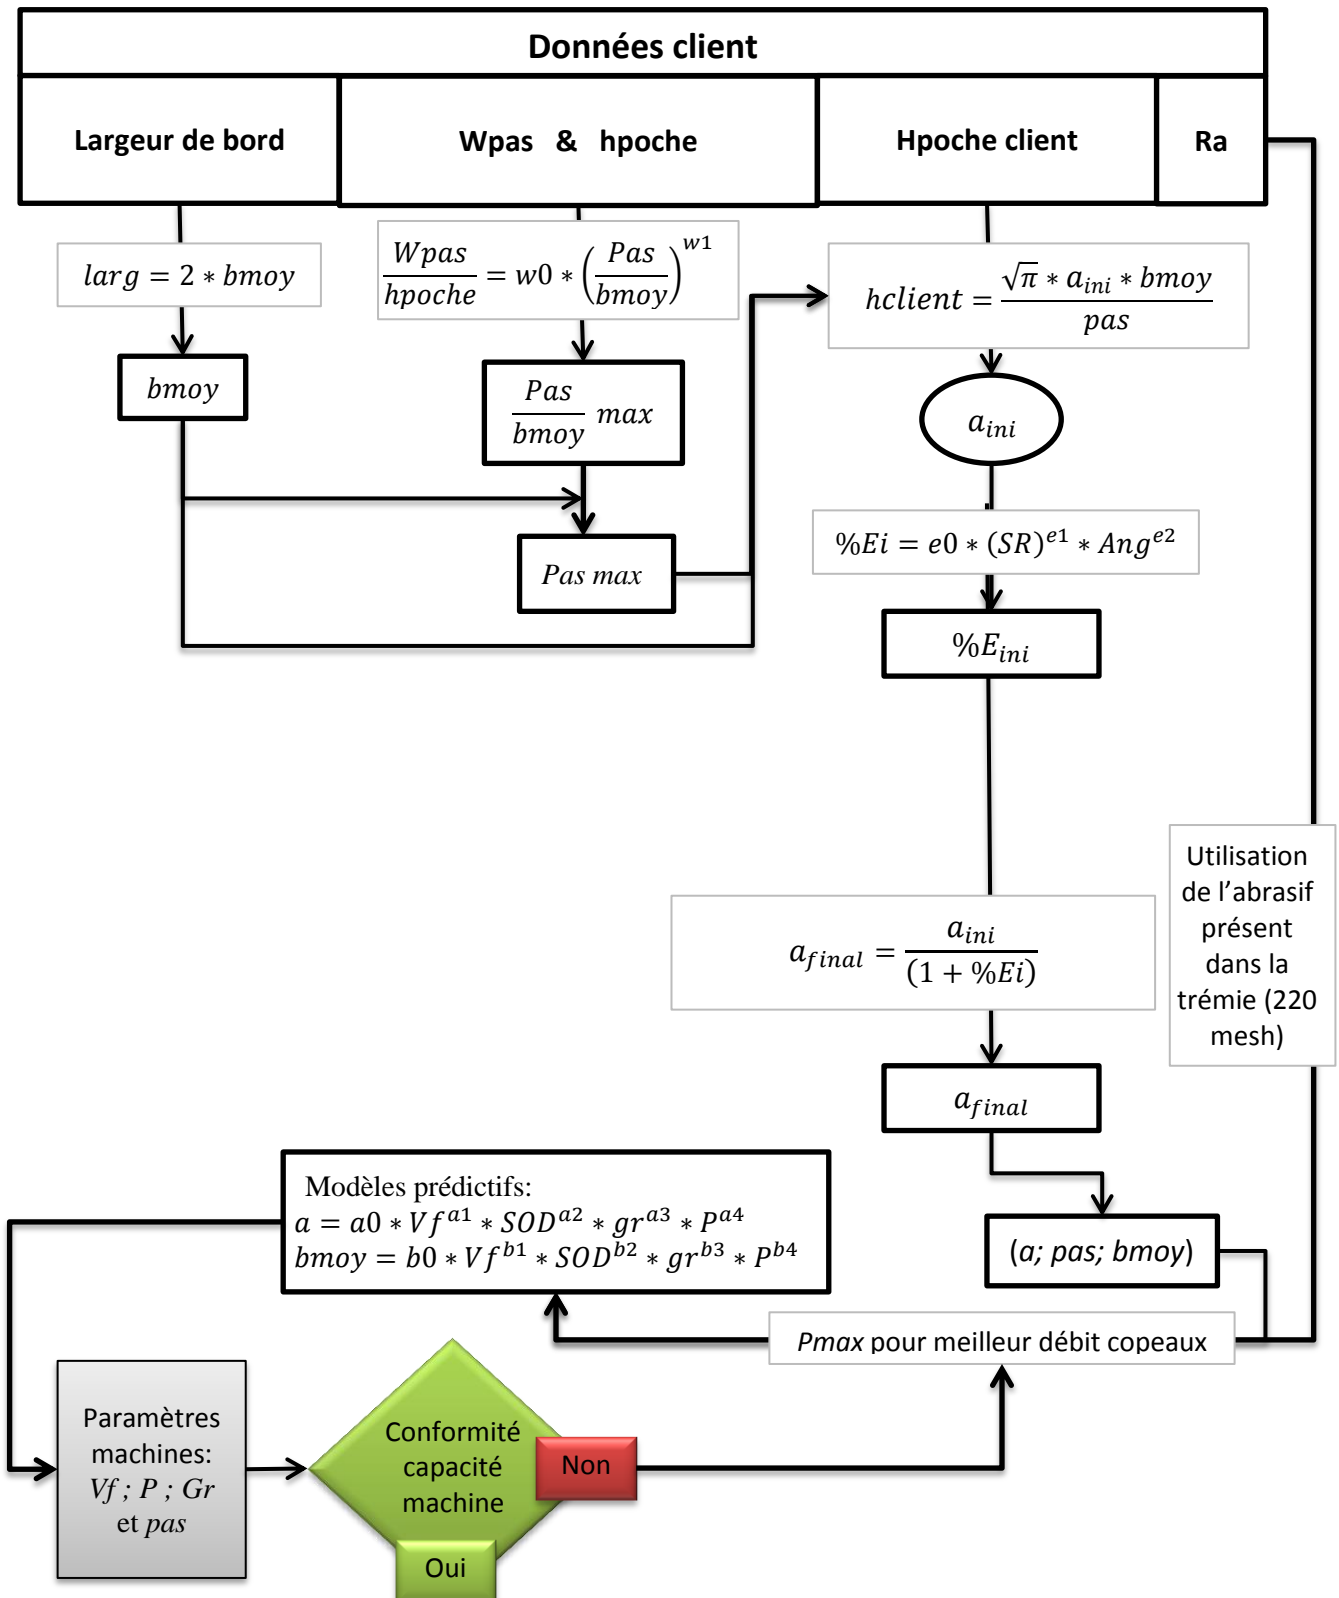 Données client
Largeur de bord
Wpas & hpoche
Hpoche client
Ra
larg = 2 * bmoy
Wpas/hpoche = w0 * (Pas/bmoy)^w1
hclient = √π * a_ini * bmoy / pas
bmoy
Pas/bmoy max
a_ini
Pas max
%Ei = e0 * (SR)^e1 * Ang^e2
%E_ini
Utilisation
de l'abrasif
présent
dans la
trémie (220
mesh)
a_final = a_ini / (1 + %Ei)
a_final
Modèles prédictifs:
a = a0 * Vf^a1 * SOD^a2 * gr^a3 * P^a4
bmoy = b0 * Vf^b1 * SOD^b2 * gr^b3 * P^b4
(a; pas; bmoy)
Pmax pour meilleur débit copeaux
Paramètres
machines:
Vf ; P ; Gr
et pas
Conformité
capacité
machine
Non
Oui